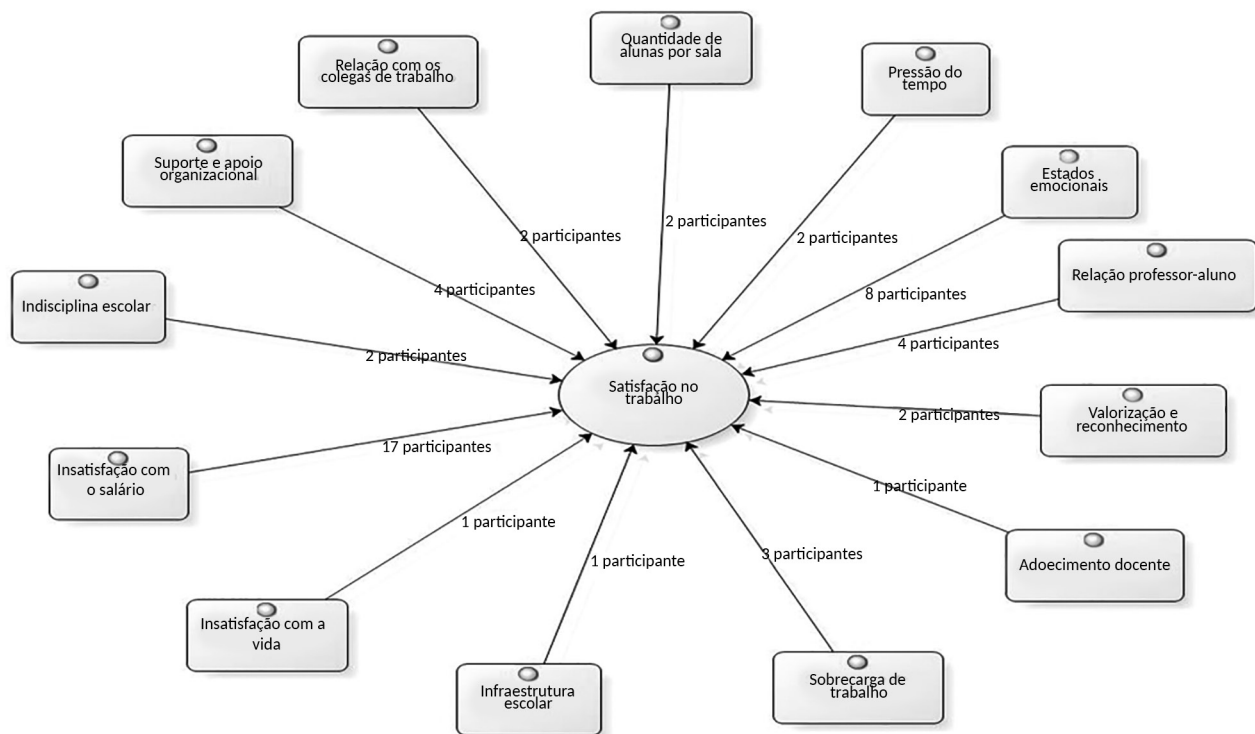 Quantidade de
alunas por sala
Relação com os
colegas de trabalho
Pressão do
tempo
Suporte e apoio
organizacional
Estados
emocionais
2 participantes
2 participantes
2 participantes
Relação professor-aluno
Indisciplina escolar
4 participantes
8 participantes
4 participantes
2 participantes
Satisfação no
trabalho
2 participantes
Valorização e
reconhecimento
17 participantes
Insatisfação com
o salário
1 participante
1 participante
1 participante
3 participantes
Adoecimento docente
Insatisfação com a
vida
Infraestrutura
escolar
Sobrecarga de
trabalho